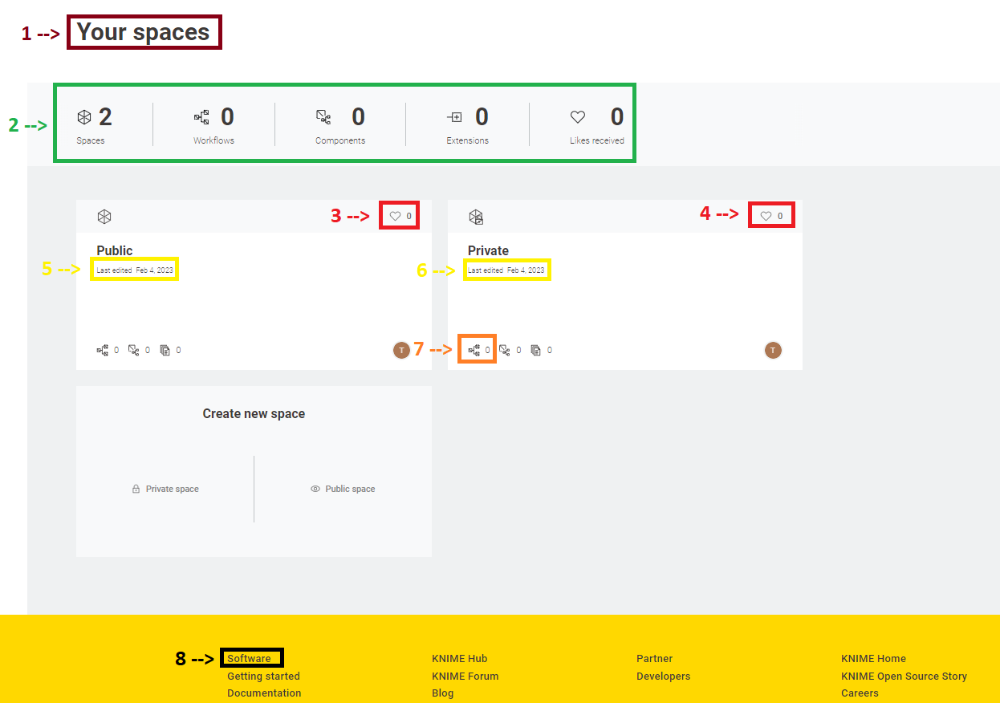 1 --> Your spaces
2 --> 2 0 0 0 0
Spaces Workflows Components Extensions Likes received
3 --> 0 4 --> 0
Public Private
5 --> Last edited Feb 4, 2023 6 --> Last edited Feb 4, 2023
0 0 0 T 7 --> 0 0 0 T
Create new space
Private space Public space
8 --> Software KNIME Hub Partner KNIME Home
Getting started KNIME Forum Developers KNIME Open Source Story
Documentation Blog Careers